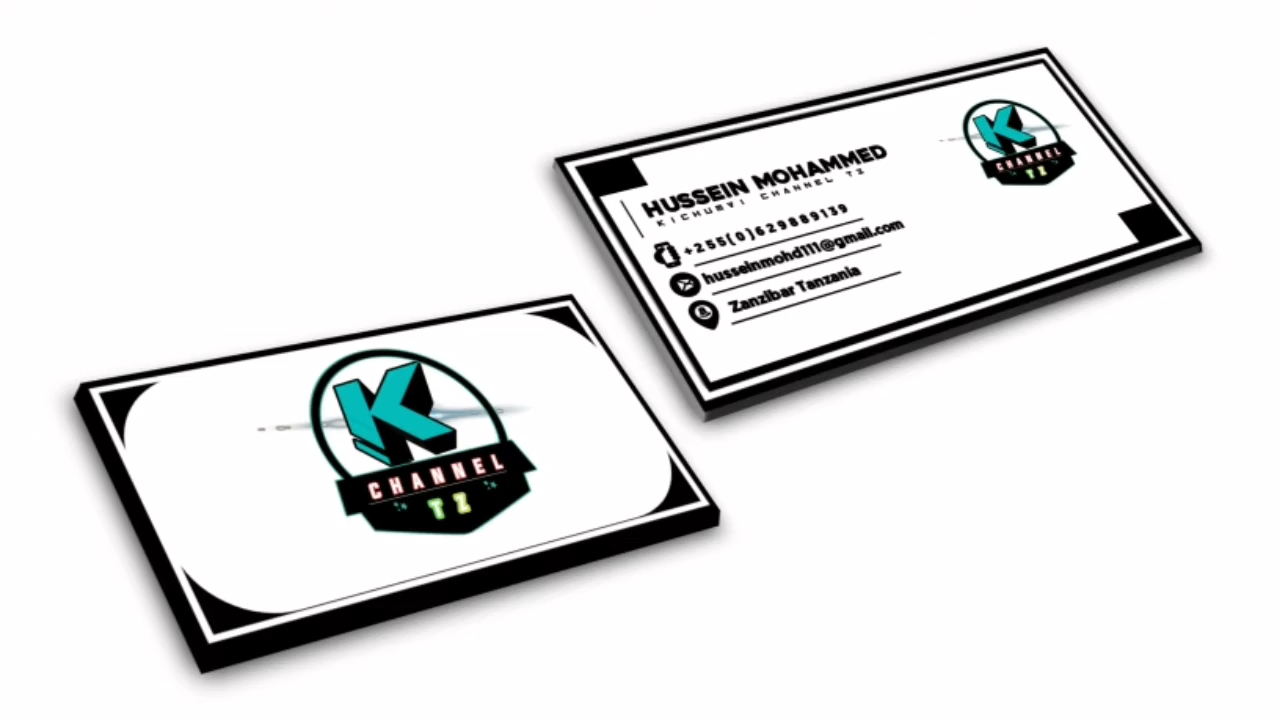 K
CHANNEL
TZ
HUSSEIN MOHAMMED
KICHUPVI CHANNEL TZ
+255(0)629889139
husseinmohd111@gmail.com
Zanzibar Tanzania
K
CHANNEL
TZ